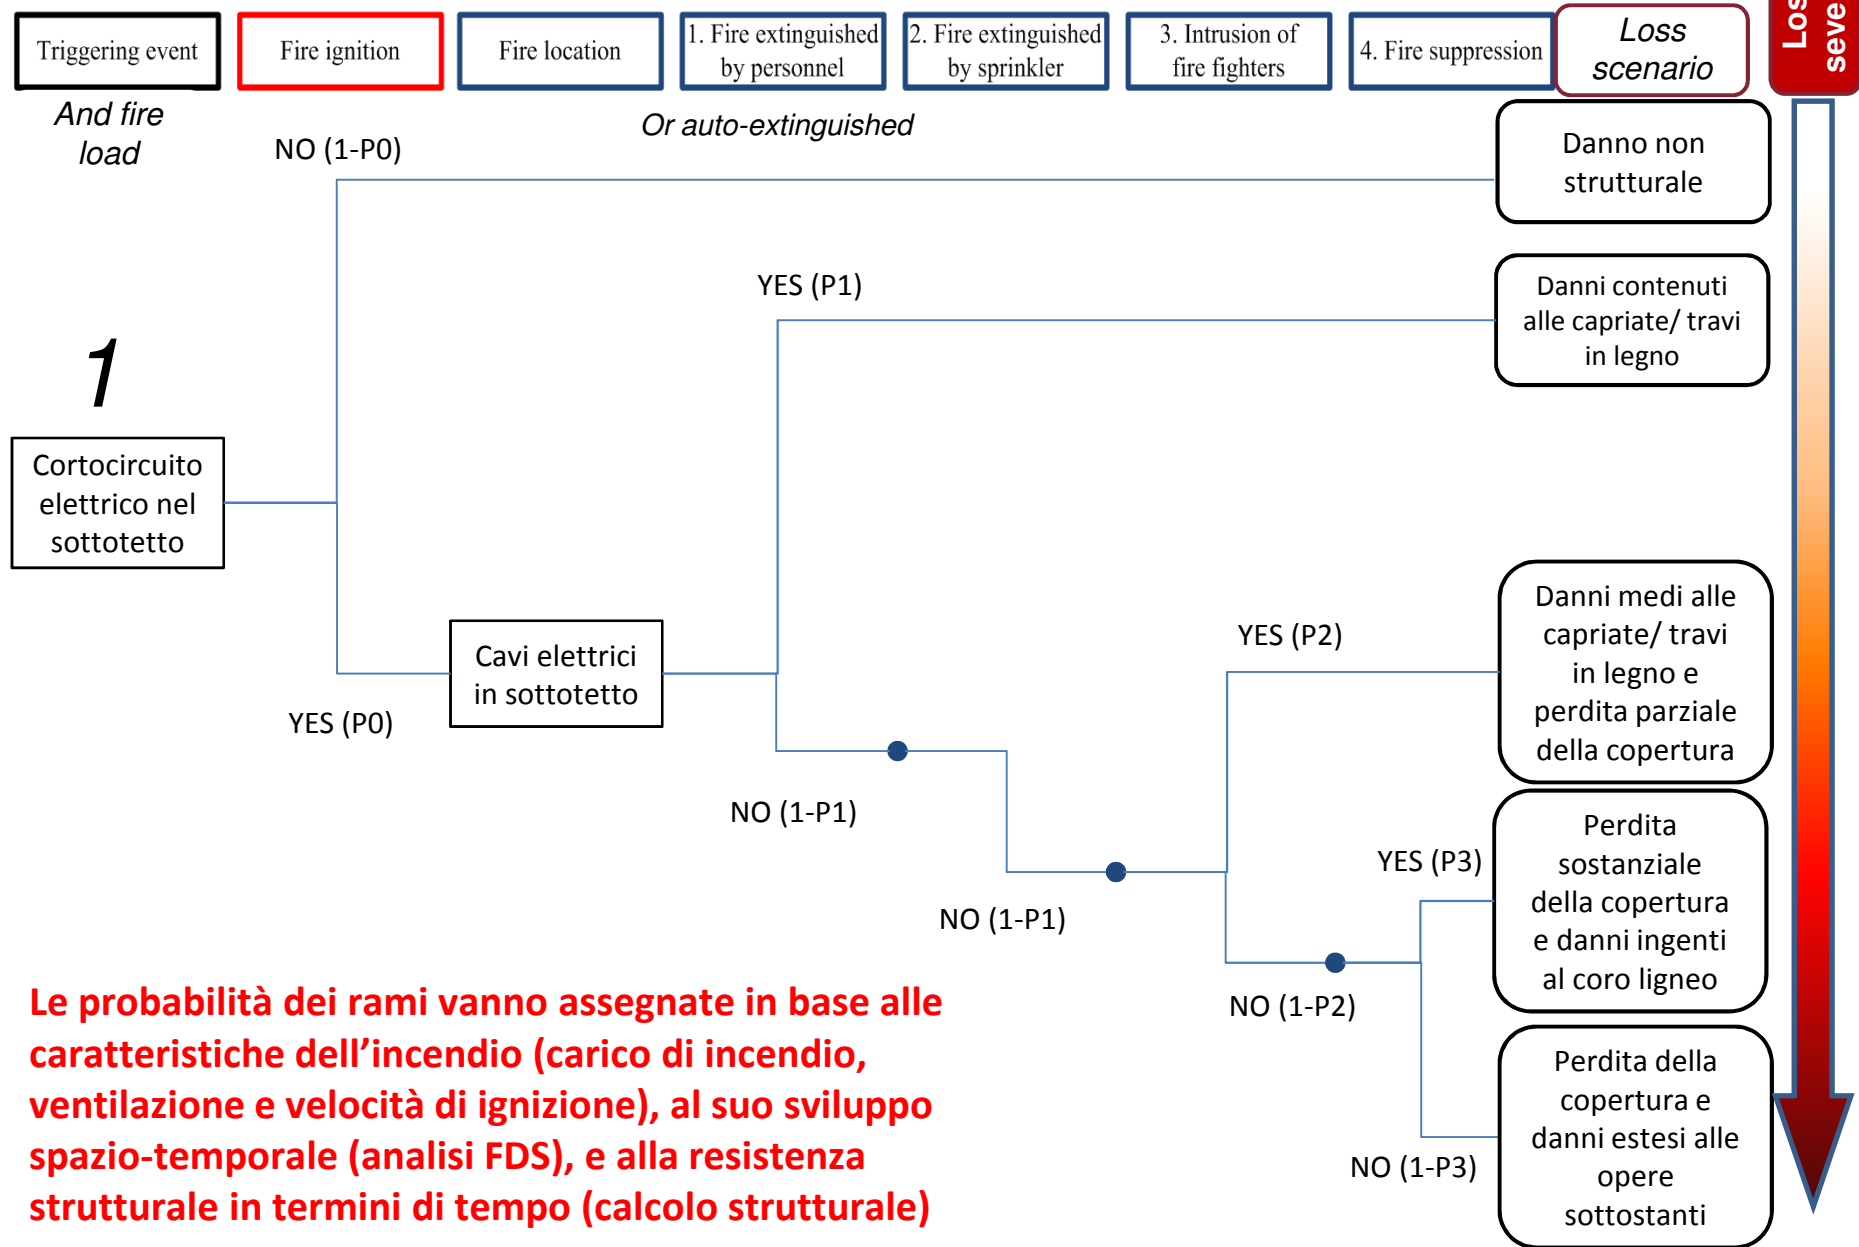 Triggering event
Fire ignition
Fire location
1. Fire extinguished
by personnel
2. Fire extinguished
by sprinkler
3. Intrusion of
fire fighters
4. Fire suppression
Loss
scenario
And fire
load
Or auto-extinguished
NO (1-P0)
Danno non
strutturale
YES (P1)
Danni contenuti
alle capriate/ travi
in legno
1
Cortocircuito
elettrico nel
sottotetto
YES (P0)
Cavi elettrici
in sottotetto
NO (1-P1)
NO (1-P1)
YES (P2)
Danni medi alle
capriate/ travi
in legno e
perdita parziale
della copertura
NO (1-P2)
YES (P3)
Perdita
sostanziale
della copertura
e danni ingenti
al coro ligneo
NO (1-P3)
Perdita della
copertura e
danni estesi alle
opere
sottostanti
Le probabilità dei rami vanno assegnate in base alle
caratteristiche dell’incendio (carico di incendio,
ventilazione e velocità di ignizione), al suo sviluppo
spazio-temporale (analisi FDS), e alla resistenza
strutturale in termini di tempo (calcolo strutturale)